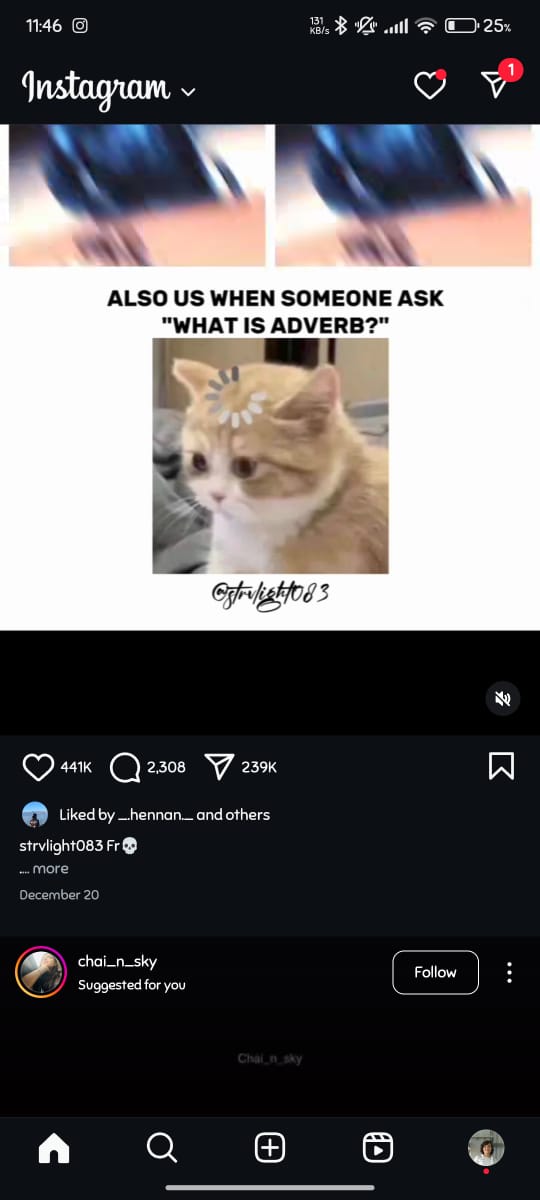 11:46
131
KB/s
25%
Instagram
1
ALSO US WHEN SOMEONE ASK
"WHAT IS ADVERB?"
@strvlight083
441K
2,308
239K
Liked by _.hennan._ and others
strvlight083 Fr💀
.... more
December 20
chai_n_sky
Suggested for you
Follow
Chai_n_sky